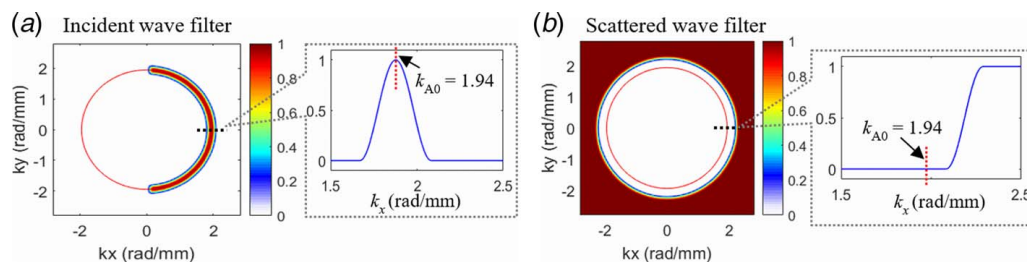 (a) Incident wave filter
2
1
0
-1
-2
ky (rad/mm)
-2 0 2
kx (rad/mm)
1
0.8
0.6
0.4
0.2
0
1
0.5
0
kA0 = 1.94
1.5 2 2.5
kx (rad/mm)
(b) Scattered wave filter
2
1
0
-1
-2
ky (rad/mm)
-2 0 2
kx (rad/mm)
1
0.8
0.6
0.4
0.2
0
1
0.5
0
kA0 = 1.94
1.5 2 2.5
kx (rad/mm)